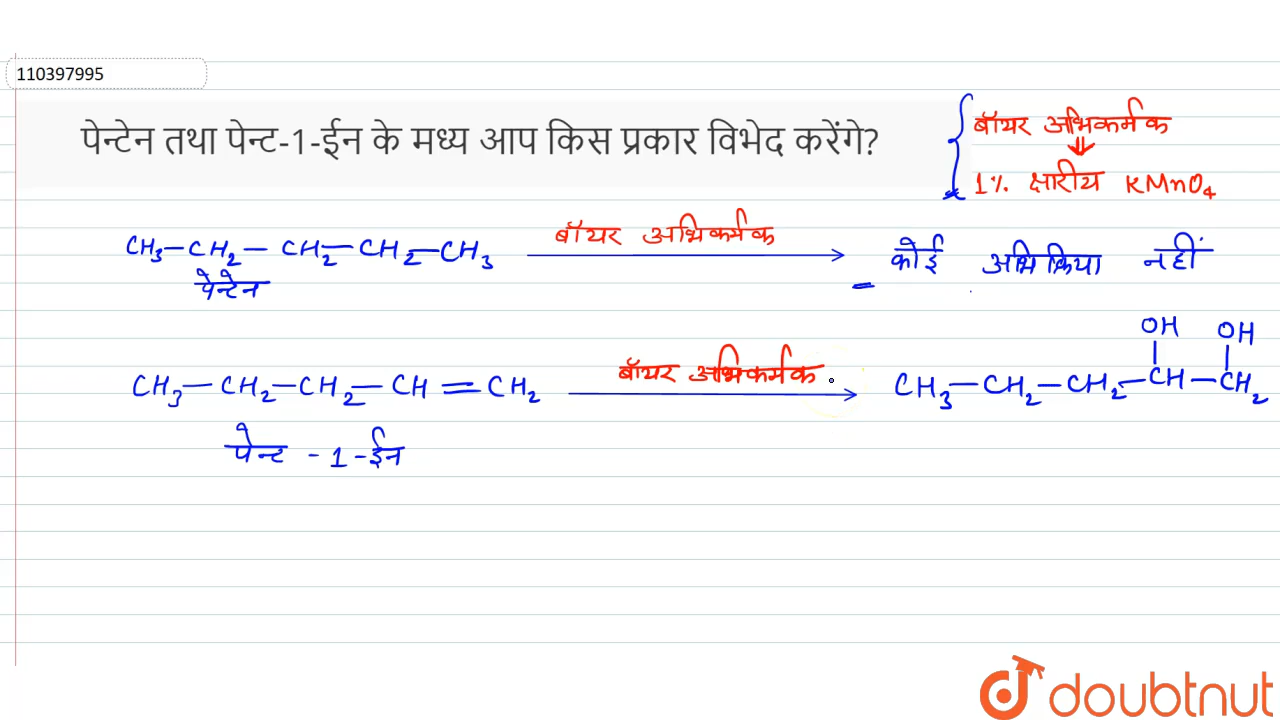 110397995
पेन्टेन तथा पेन्ट-1-ईन के मध्य आप किस प्रकार विभेद करेंगे?
बॉयर अभिकर्मक
⇓
1% क्षारीय KMnO₄
CH₃—CH₂—CH₂—CH₂—CH₃ बॉयर अभिकर्मक → कोई अभिक्रिया नहीं
पेन्टेन
OH OH
CH₃—CH₂—CH₂—CH=CH₂ बॉयर अभिकर्मक → CH₃—CH₂—CH₂—CH—CH₂
पेन्ट-1-ईन
doubtnut